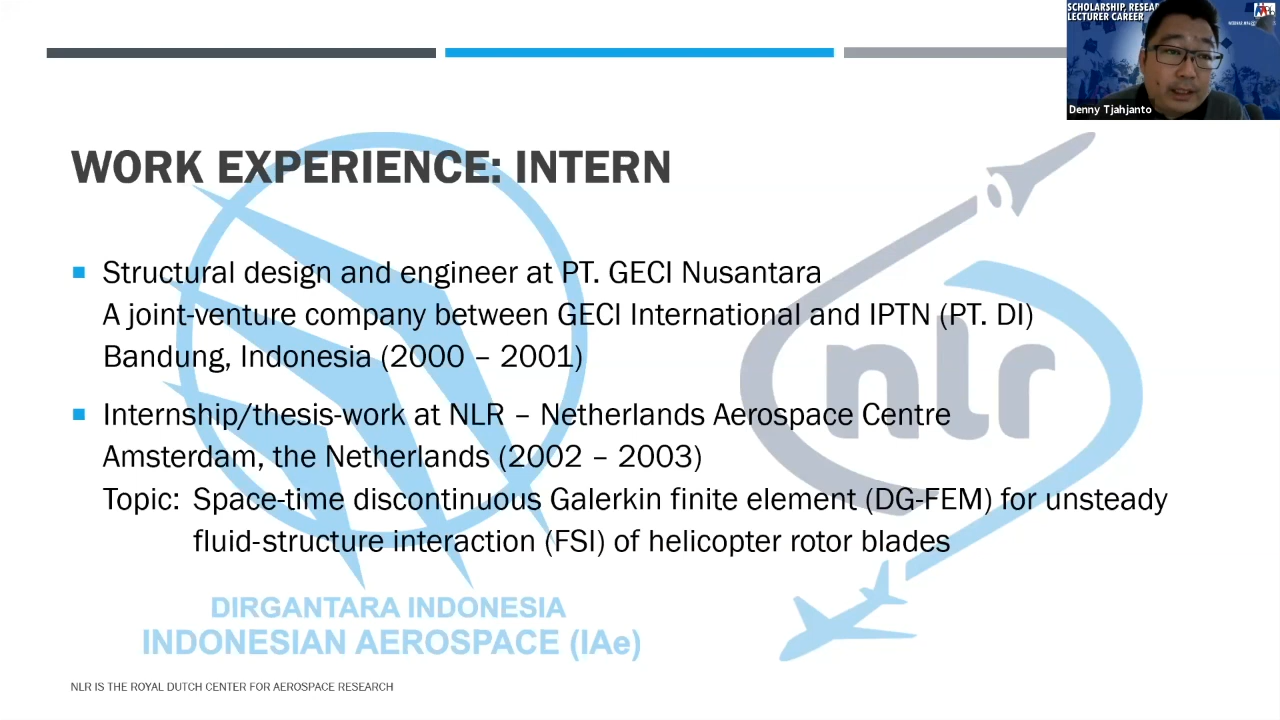 SCHOLARSHIP, RESEAR
LECTURER CAREER
Denny Tjahjanto
WORK EXPERIENCE: INTERN
Structural design and engineer at PT. GECI Nusantara
A joint-venture company between GECI International and IPTN (PT. DI)
Bandung, Indonesia (2000 – 2001)
Internship/thesis-work at NLR – Netherlands Aerospace Centre
Amsterdam, the Netherlands (2002 – 2003)
Topic: Space-time discontinuous Galerkin finite element (DG-FEM) for unsteady
fluid-structure interaction (FSI) of helicopter rotor blades
nlr
DIRGANTARA INDONESIA
INDONESIAN AEROSPACE (IAe)
NLR IS THE ROYAL DUTCH CENTER FOR AEROSPACE RESEARCH